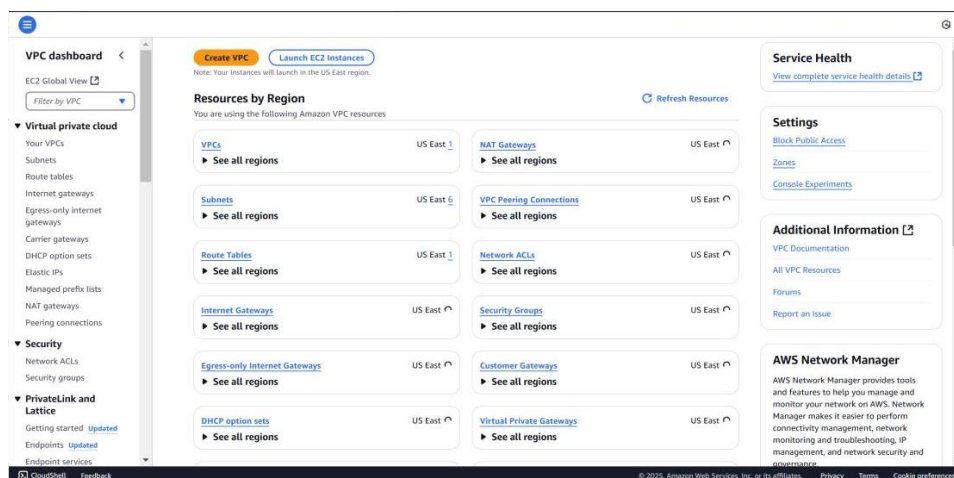 VPC dashboard
EC2 Global View
Filter by VPC
Virtual private cloud
Your VPCs
Subnets
Route tables
Internet gateways
Egress-only internet
gateways
Carrier gateways
DHCP option sets
Elastic IPs
Managed prefix lists
NAT gateways
Peering connections
Security
Network ACLs
Security groups
PrivateLink and
Lattice
Getting started Updated
Endpoints Updated
Endpoint services
Create VPC
Launch EC2 Instances
Note: Your Instances will launch in the US East region.
Resources by Region
Refresh Resources
You are using the following Amazon VPC resources
VPCs US East 1
See all regions
NAT Gateways US East
See all regions
Subnets US East 6
See all regions
VPC Peering Connections US East
See all regions
Route Tables US East 1
See all regions
Network ACLs US East
See all regions
Internet Gateways US East
See all regions
Security Groups US East
See all regions
Egress-only Internet Gateways US East
See all regions
Customer Gateways US East
See all regions
DHCP option sets US East
See all regions
Virtual Private Gateways US East
See all regions
Service Health
View complete service health details
Settings
Block Public Access
Zones
Console Experiments
Additional Information
VPC Documentation
All VPC Resources
Forums
Report an Issue
AWS Network Manager
AWS Network Manager provides tools
and features to help you manage and
monitor your network on AWS. Network
Manager makes it easier to perform
connectivity management, network
monitoring and troubleshooting, IP
management, and network security and
governance.
CloudShell Feedback
© 2025, Amazon Web Services, Inc. or its affiliates. Privacy Terms Cookie preferences